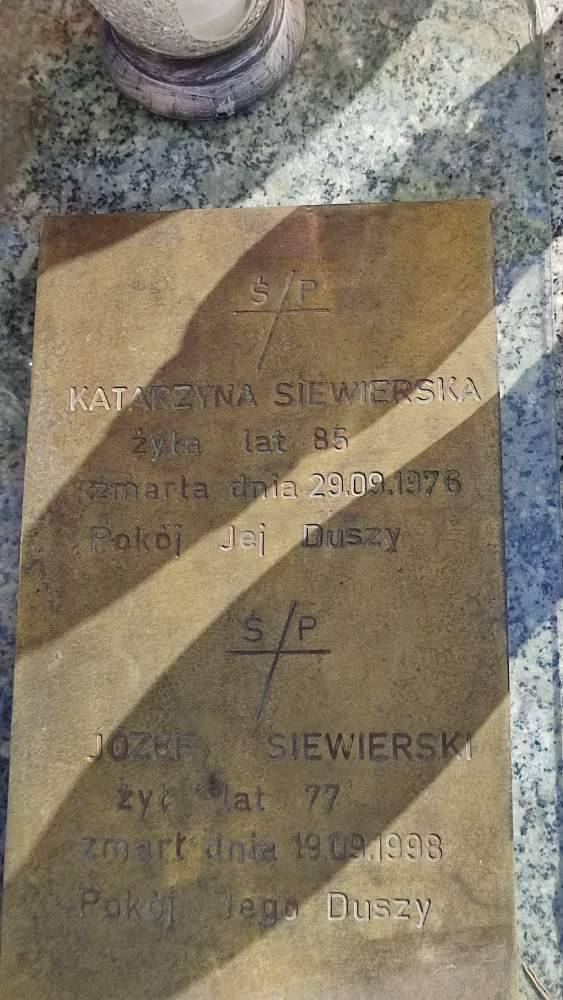 Ś P
KATARZYNA SIEWIERSKA
żyła lat 85
zmarła dnia 29.09.1976
Pokój Jej Duszy
Ś P
JÓZEF SIEWIERSKI
żył lat 77
zmarł dnia 19.09.1998
Pokój Jego Duszy